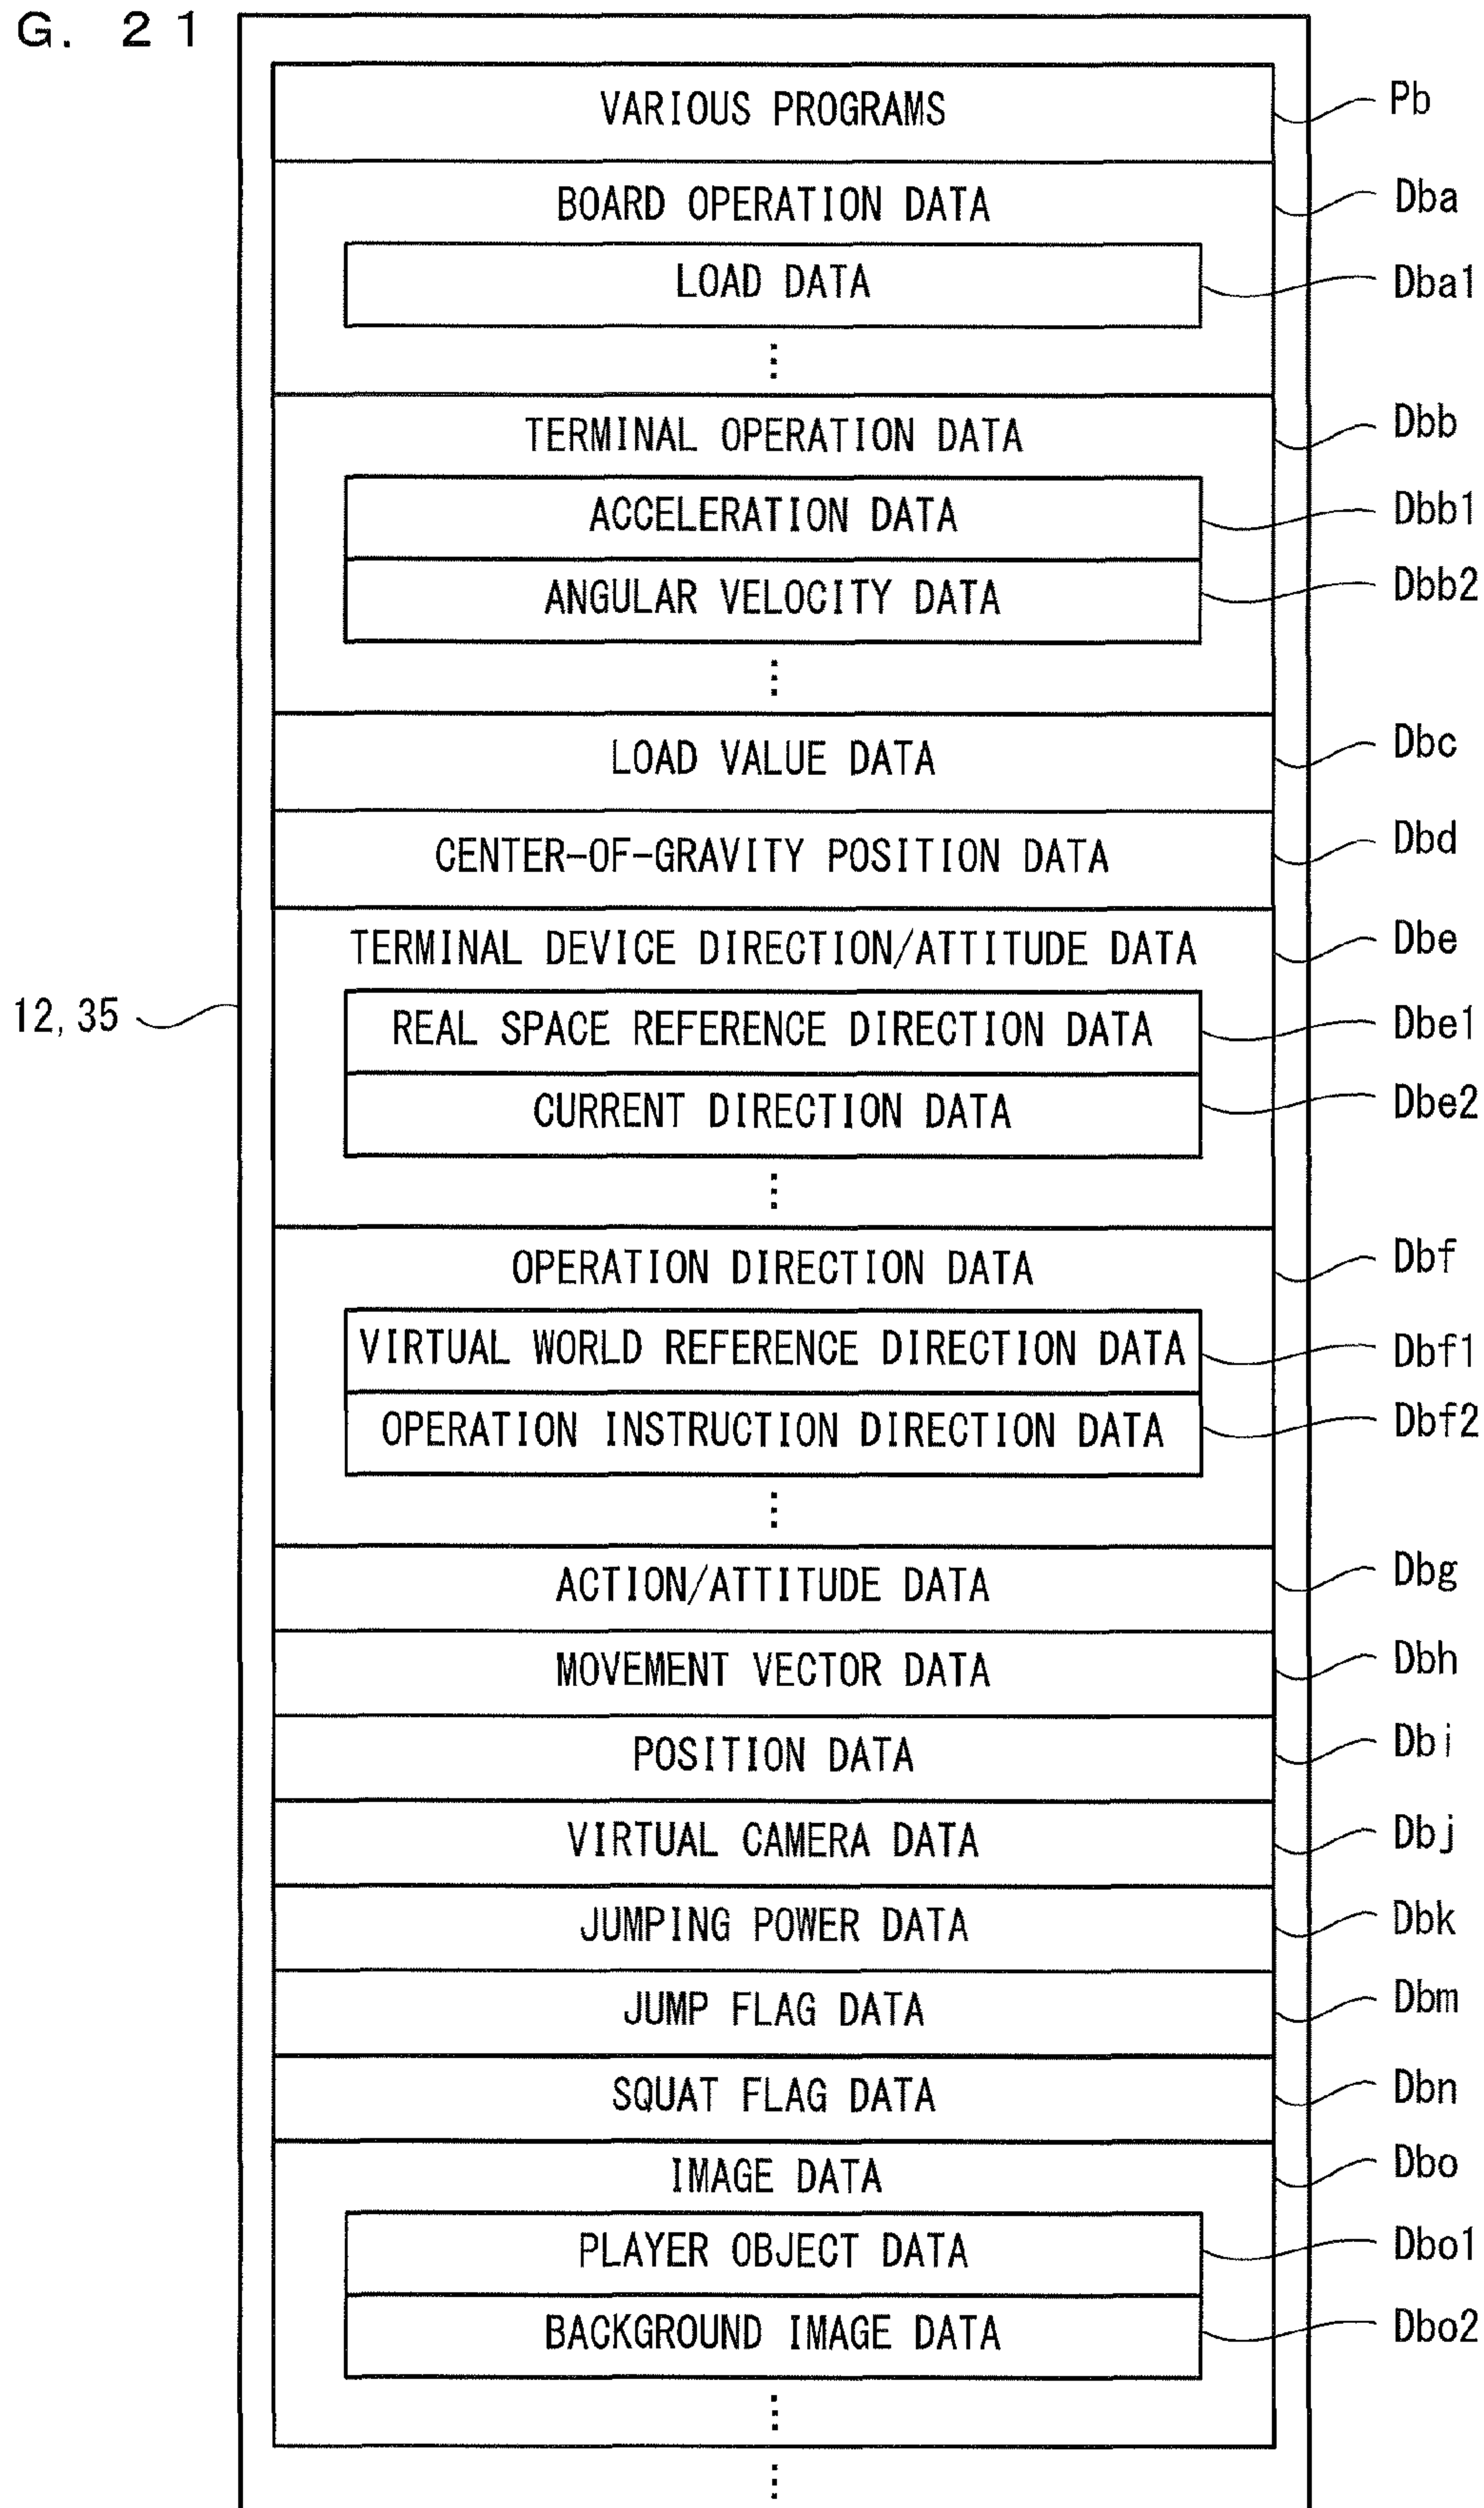 G. 21
VARIOUS PROGRAMS Pb
BOARD OPERATION DATA Dba
LOAD DATA Dba1
⋮
TERMINAL OPERATION DATA Dbb
ACCELERATION DATA Dbb1
ANGULAR VELOCITY DATA Dbb2
⋮
LOAD VALUE DATA Dbc
CENTER-OF-GRAVITY POSITION DATA Dbd
TERMINAL DEVICE DIRECTION/ATTITUDE DATA Dbe
12, 35 REAL SPACE REFERENCE DIRECTION DATA Dbe1
CURRENT DIRECTION DATA Dbe2
⋮
OPERATION DIRECTION DATA Dbf
VIRTUAL WORLD REFERENCE DIRECTION DATA Dbf1
OPERATION INSTRUCTION DIRECTION DATA Dbf2
⋮
ACTION/ATTITUDE DATA Dbg
MOVEMENT VECTOR DATA Dbh
POSITION DATA Dbi
VIRTUAL CAMERA DATA Dbj
JUMPING POWER DATA Dbk
JUMP FLAG DATA Dbm
SQUAT FLAG DATA Dbn
IMAGE DATA Dbo
PLAYER OBJECT DATA Dbo1
BACKGROUND IMAGE DATA Dbo2
⋮
⋮